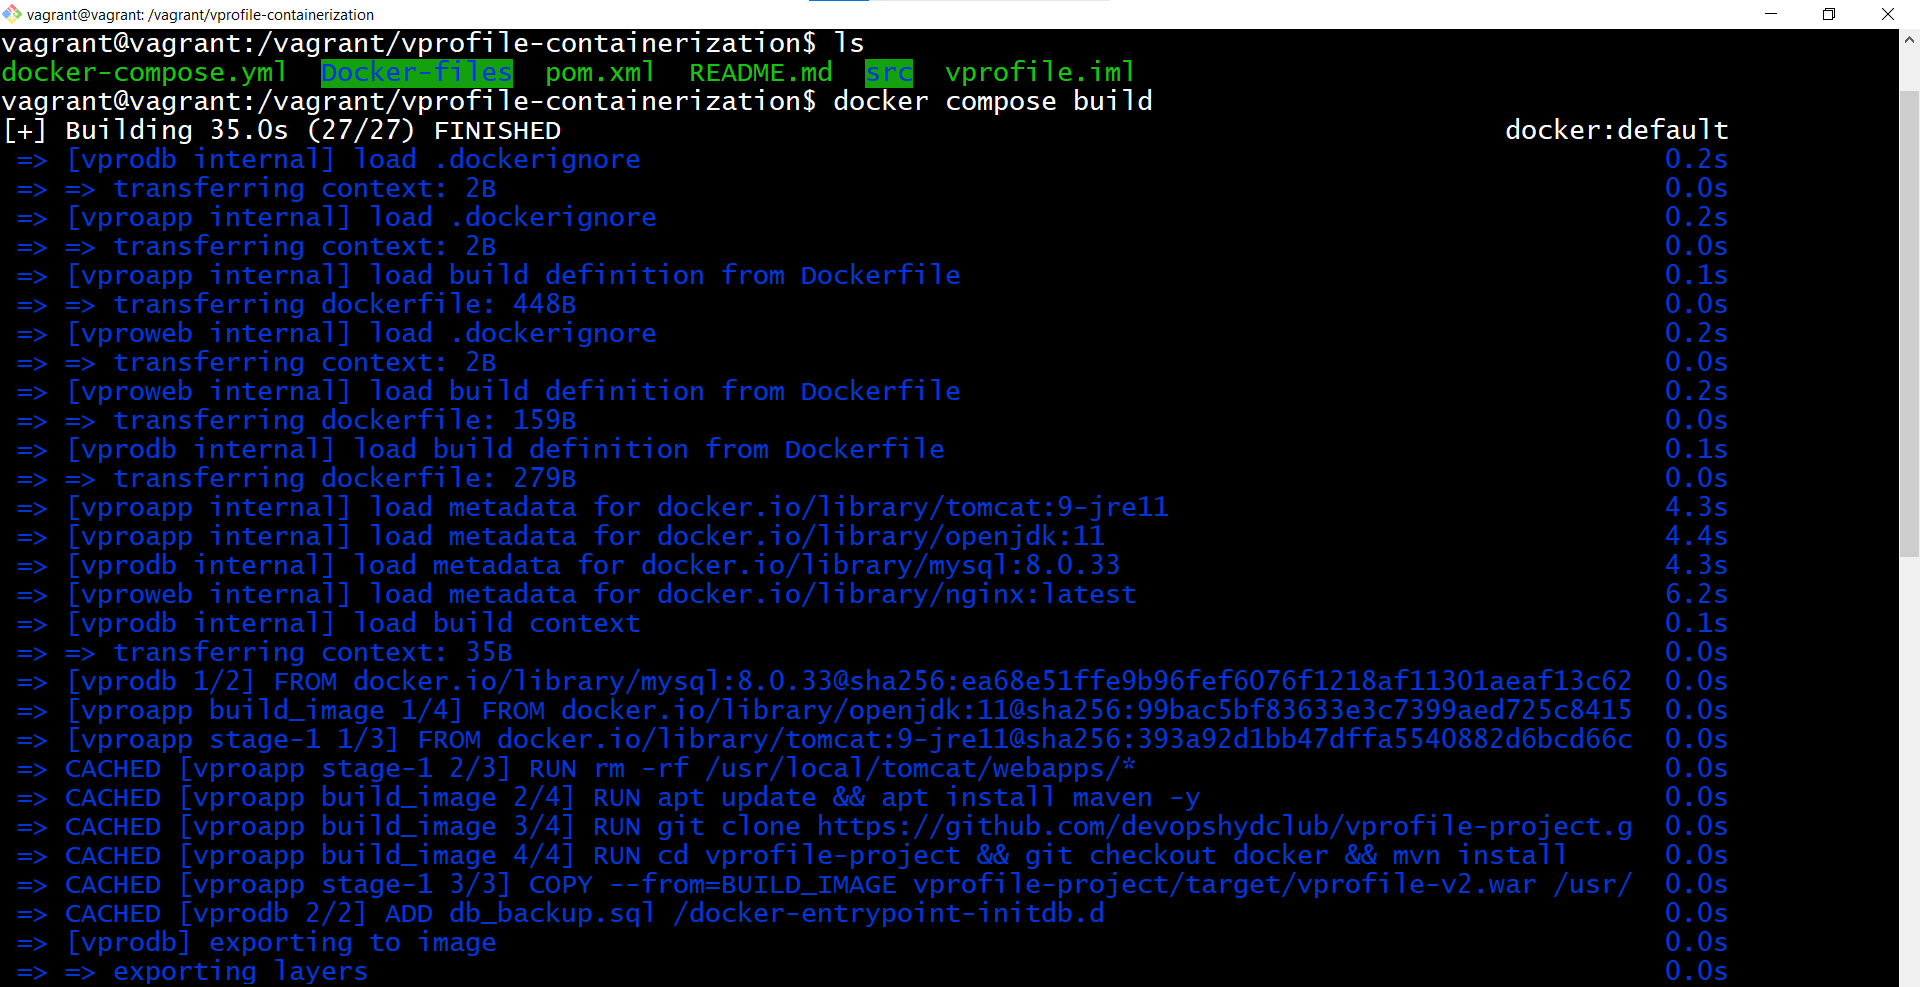 vagrant@vagrant: /vagrant/vprofile-containerization
vagrant@vagrant:/vagrant/vprofile-containerization$ ls
docker-compose.yml  Docker-files  pom.xml  README.md  src  vprofile.iml
vagrant@vagrant:/vagrant/vprofile-containerization$ docker compose build
[+] Building 35.0s (27/27) FINISHED docker:default
=> [vprodb internal] load .dockerignore 0.2s
=> => transferring context: 2B 0.0s
=> [vproapp internal] load .dockerignore 0.2s
=> => transferring context: 2B 0.0s
=> [vproapp internal] load build definition from Dockerfile 0.1s
=> => transferring dockerfile: 448B 0.0s
=> [vproweb internal] load .dockerignore 0.2s
=> => transferring context: 2B 0.0s
=> [vproweb internal] load build definition from Dockerfile 0.2s
=> => transferring dockerfile: 159B 0.0s
=> [vprodb internal] load build definition from Dockerfile 0.1s
=> => transferring dockerfile: 279B 0.0s
=> [vproapp internal] load metadata for docker.io/library/tomcat:9-jre11 4.3s
=> [vproapp internal] load metadata for docker.io/library/openjdk:11 4.4s
=> [vprodb internal] load metadata for docker.io/library/mysql:8.0.33 4.3s
=> [vproweb internal] load metadata for docker.io/library/nginx:latest 6.2s
=> [vprodb internal] load build context 0.1s
=> => transferring context: 35B 0.0s
=> [vprodb 1/2] FROM docker.io/library/mysql:8.0.33@sha256:ea68e51ffe9b96fef6076f1218af11301aeaf13c62 0.0s
=> [vproapp build_image 1/4] FROM docker.io/library/openjdk:11@sha256:99bac5bf83633e3c7399aed725c8415 0.0s
=> [vproapp stage-1 1/3] FROM docker.io/library/tomcat:9-jre11@sha256:393a92d1bb47dffa5540882d6bcd66c 0.0s
=> CACHED [vproapp stage-1 2/3] RUN rm -rf /usr/local/tomcat/webapps/* 0.0s
=> CACHED [vproapp build_image 2/4] RUN apt update && apt install maven -y 0.0s
=> CACHED [vproapp build_image 3/4] RUN git clone https://github.com/devopshydclub/vprofile-project.g 0.0s
=> CACHED [vproapp build_image 4/4] RUN cd vprofile-project && git checkout docker && mvn install 0.0s
=> CACHED [vproapp stage-1 3/3] COPY --from=BUILD_IMAGE vprofile-project/target/vprofile-v2.war /usr/ 0.0s
=> CACHED [vprodb 2/2] ADD db_backup.sql /docker-entrypoint-initdb.d 0.0s
=> [vprodb] exporting to image 0.0s
=> => exporting layers 0.0s